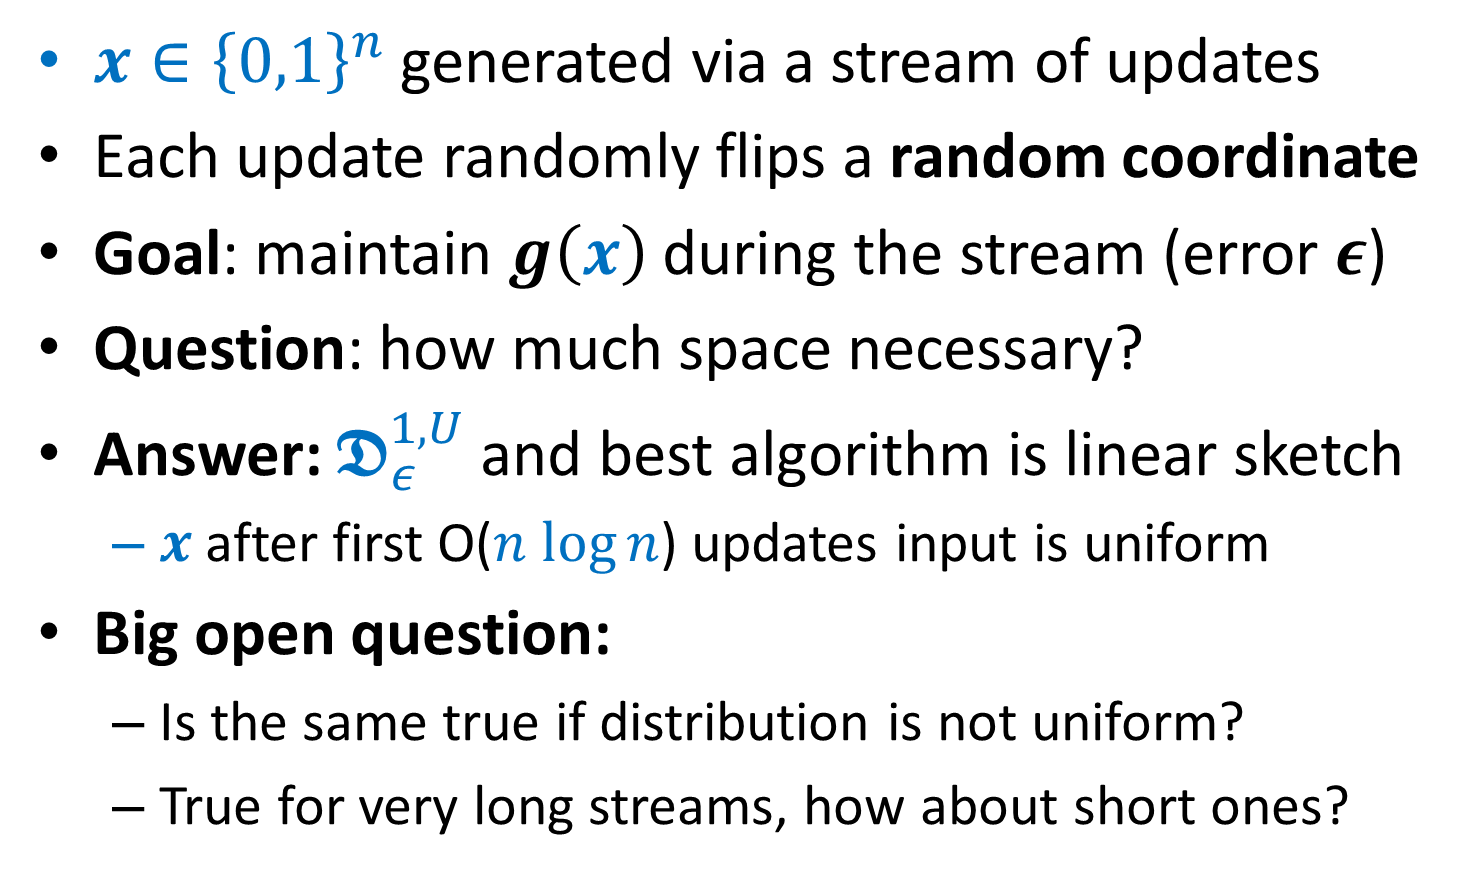 • x ∈ {0,1}ⁿ generated via a stream of updates
• Each update randomly flips a random coordinate
• Goal: maintain g(x) during the stream (error ϵ)
• Question: how much space necessary?
• Answer: 𝕯_ϵ^{1,U} and best algorithm is linear sketch
– x after first O(n log n) updates input is uniform
• Big open question:
– Is the same true if distribution is not uniform?
– True for very long streams, how about short ones?